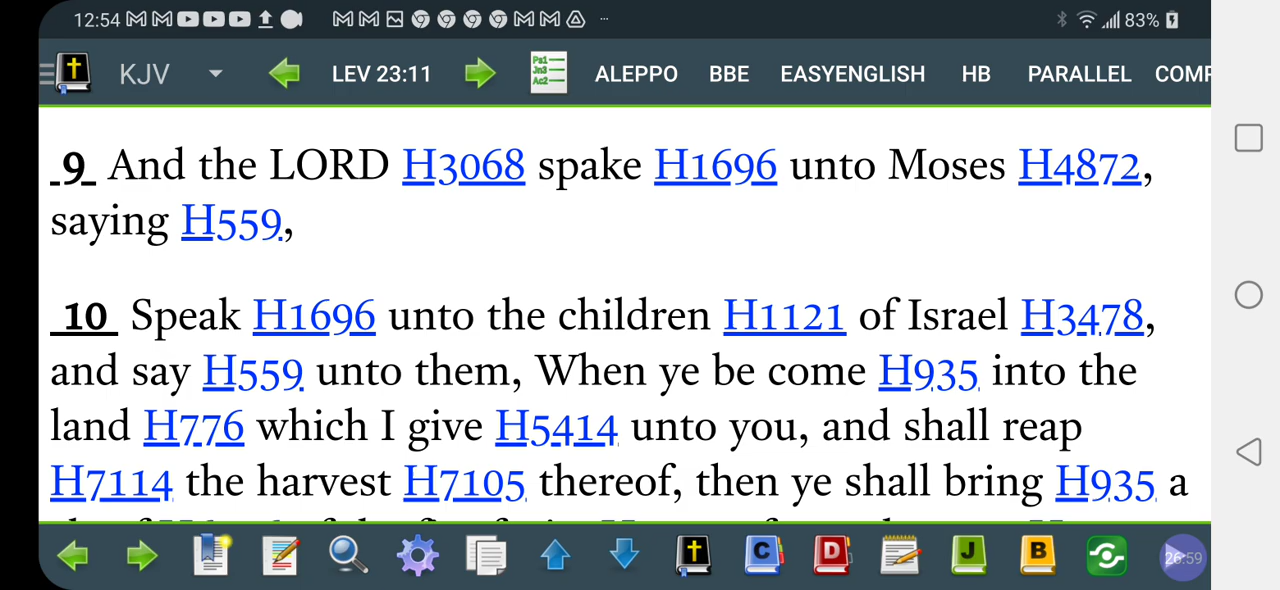 12:54 83%
KJV LEV 23:11 ALEPPO BBE EASYENGLISH HB PARALLEL COMP
9 And the LORD H3068 spake H1696 unto Moses H4872,
saying H559,
10 Speak H1696 unto the children H1121 of Israel H3478,
and say H559 unto them, When ye be come H935 into the
land H776 which I give H5414 unto you, and shall reap
H7114 the harvest H7105 thereof, then ye shall bring H935 a
C D J B 26:59